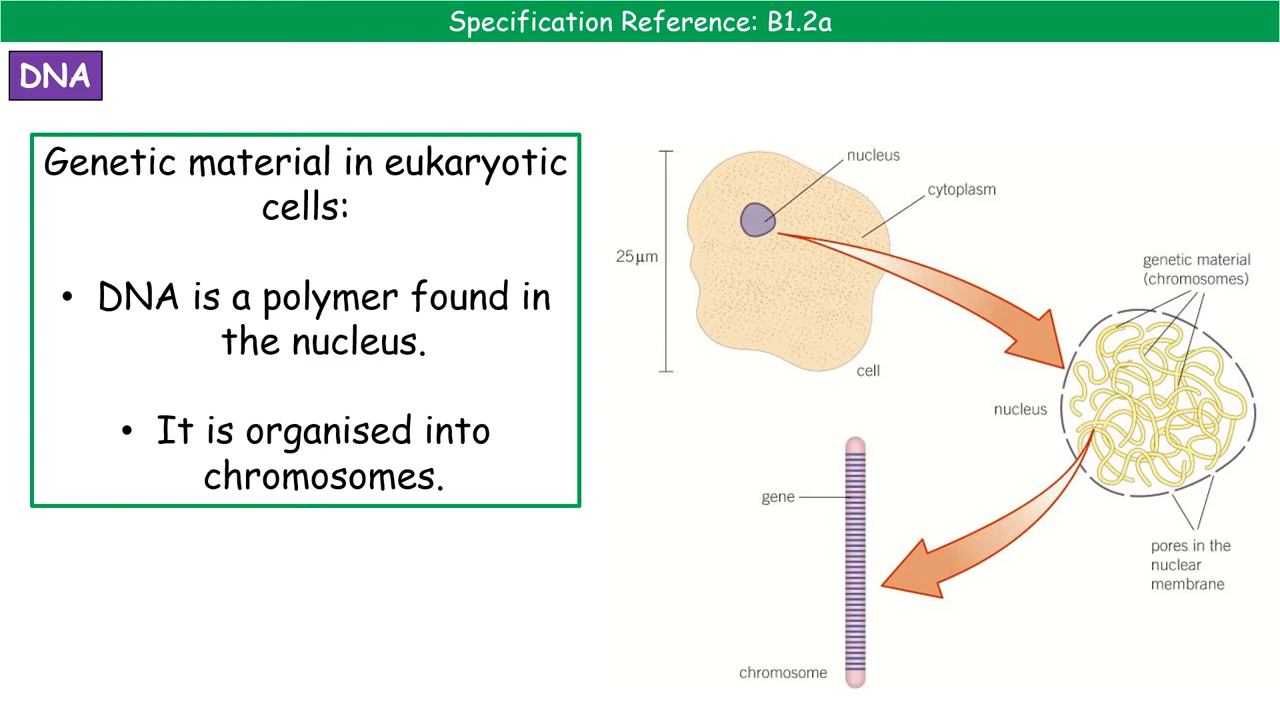 Specification Reference: B1.2a
DNA
Genetic material in eukaryotic
cells:
• DNA is a polymer found in
the nucleus.
• It is organised into
chromosomes.
nucleus
cytoplasm
25µm
cell
genetic material
(chromosomes)
nucleus
gene
pores in the
nuclear
membrane
chromosome